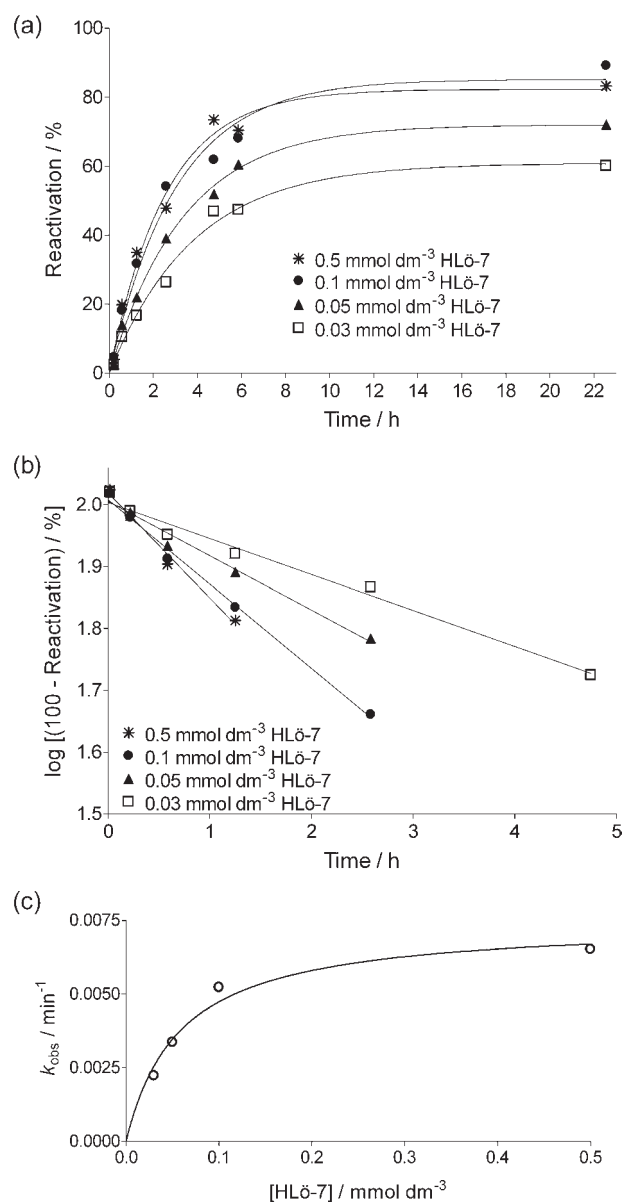 (a)
Reactivation / %
100
80
60
40
20
0
0 2 4 6 8 10 12 14 16 18 20 22
Time / h
0.5 mmol dm⁻³ HLö-7
0.1 mmol dm⁻³ HLö-7
0.05 mmol dm⁻³ HLö-7
0.03 mmol dm⁻³ HLö-7
(b)
log [(100 - Reactivation) / %]
2.0
1.9
1.8
1.7
1.6
1.5
0.5 mmol dm⁻³ HLö-7
0.1 mmol dm⁻³ HLö-7
0.05 mmol dm⁻³ HLö-7
0.03 mmol dm⁻³ HLö-7
0 1 2 3 4 5
Time / h
(c)
k_obs / min⁻¹
0.0075
0.0050
0.0025
0.0000
0.0 0.1 0.2 0.3 0.4 0.5
[HLö-7] / mmol dm⁻³